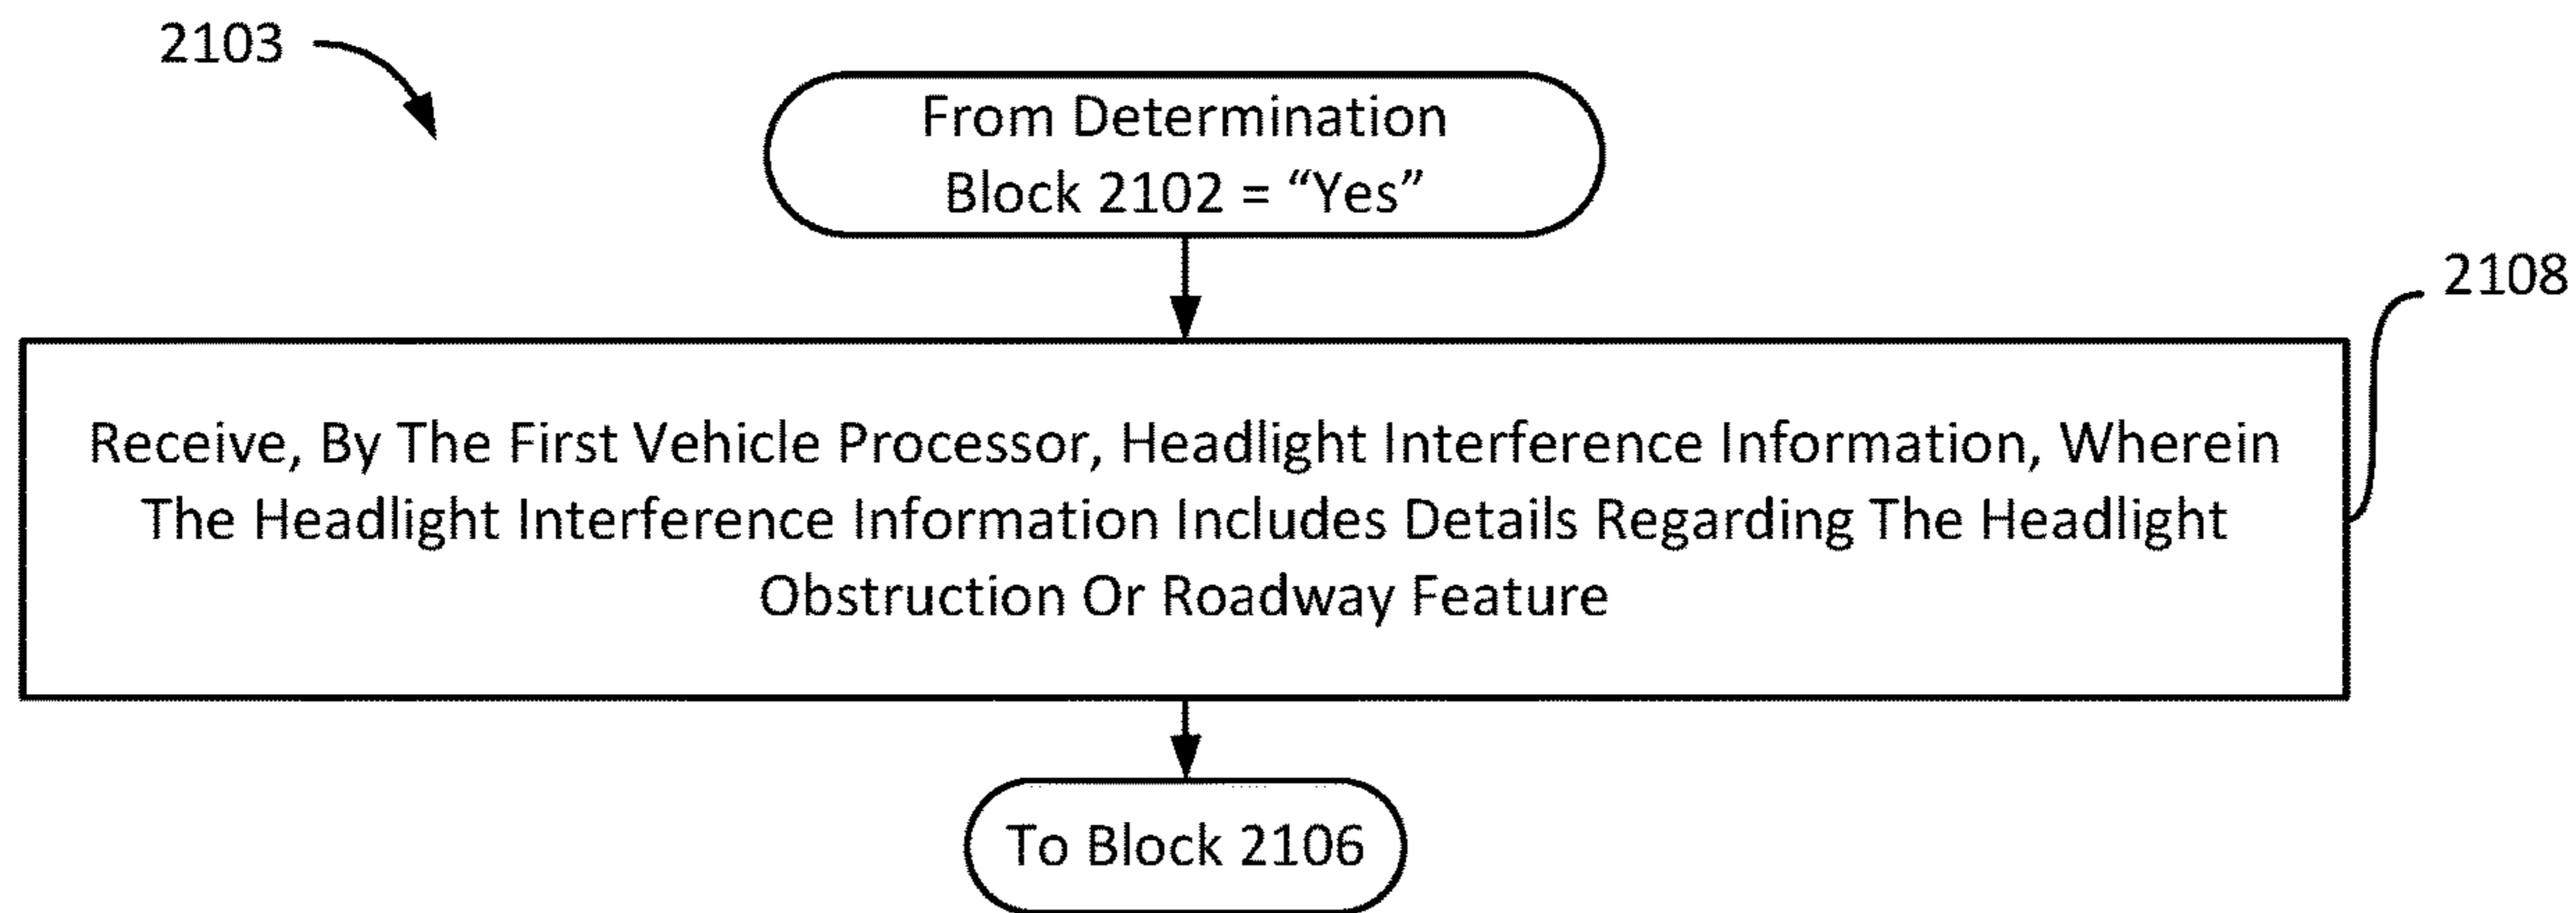 2103
From Determination
Block 2102 = “Yes”
2108
Receive, By The First Vehicle Processor, Headlight Interference Information, Wherein
The Headlight Interference Information Includes Details Regarding The Headlight
Obstruction Or Roadway Feature
To Block 2106